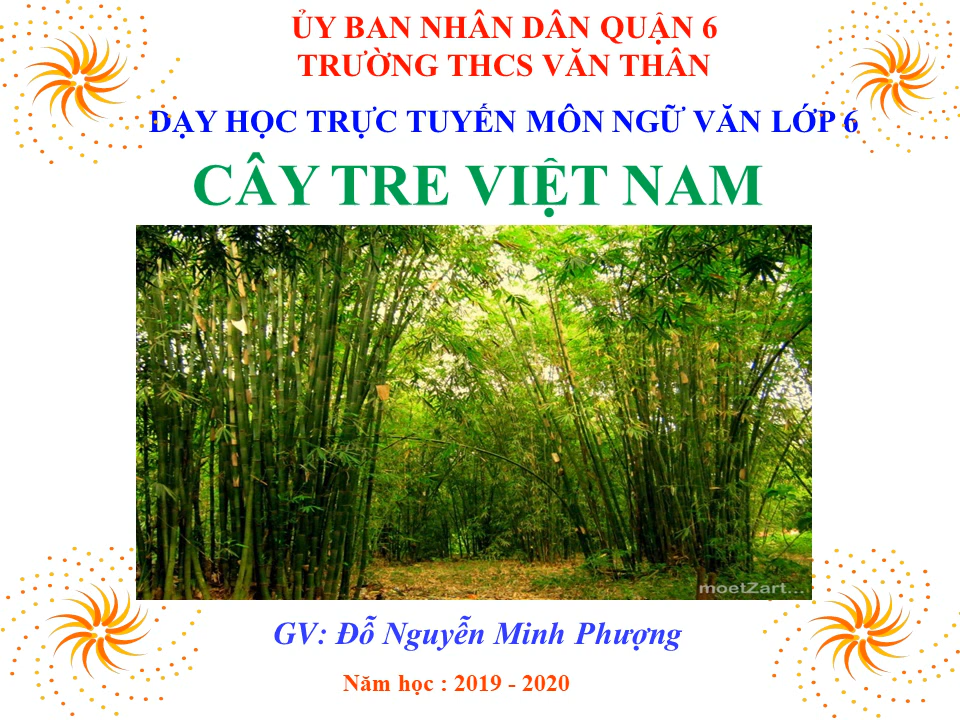 ỦY BAN NHÂN DÂN QUẬN 6
TRƯỜNG THCS VĂN THÂN
DẠY HỌC TRỰC TUYẾN MÔN NGỮ VĂN LỚP 6
CÂY TRE VIỆT NAM
moetZart...
GV: Đỗ Nguyễn Minh Phượng
Năm học : 2019 - 2020